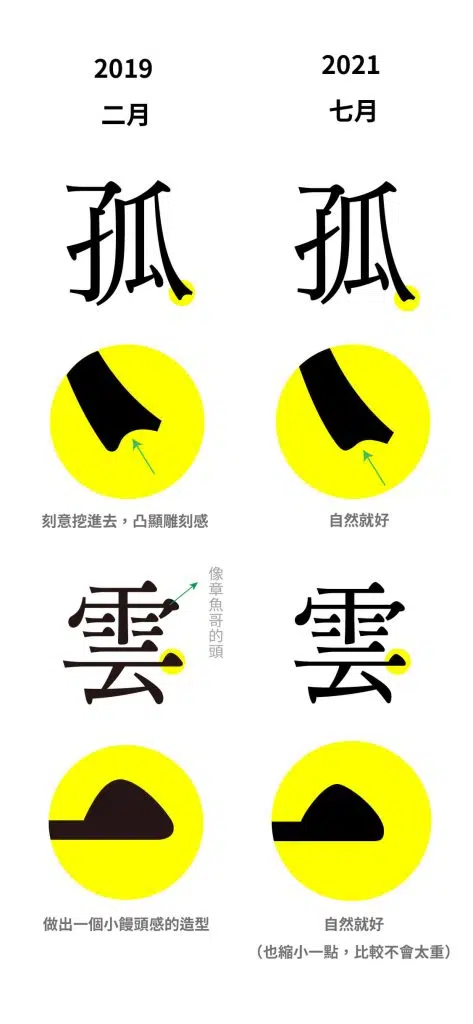 2019
二月
2021
七月
孤
孤
刻意挖進去，凸顯雕刻感
自然就好
雲
像章魚哥的頭
雲
做出一個小饅頭感的造型
自然就好
（也縮小一點，比較不會太重）